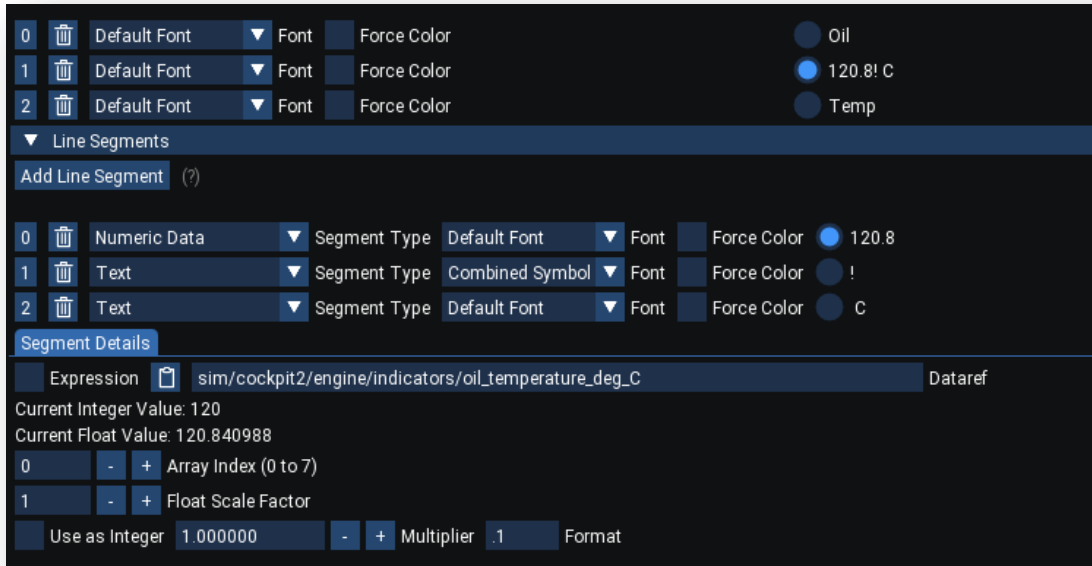 0 Default Font Font Force Color Oil
1 Default Font Font Force Color 120.8! C
2 Default Font Font Force Color Temp
Line Segments
Add Line Segment (?)
0 Numeric Data Segment Type Default Font Font Force Color 120.8
1 Text Segment Type Combined Symbol Font Force Color !
2 Text Segment Type Default Font Font Force Color C
Segment Details
Expression sim/cockpit2/engine/indicators/oil_temperature_deg_C Dataref
Current Integer Value: 120
Current Float Value: 120.840988
0 - + Array Index (0 to 7)
1 - + Float Scale Factor
Use as Integer 1.000000 - + Multiplier .1 Format